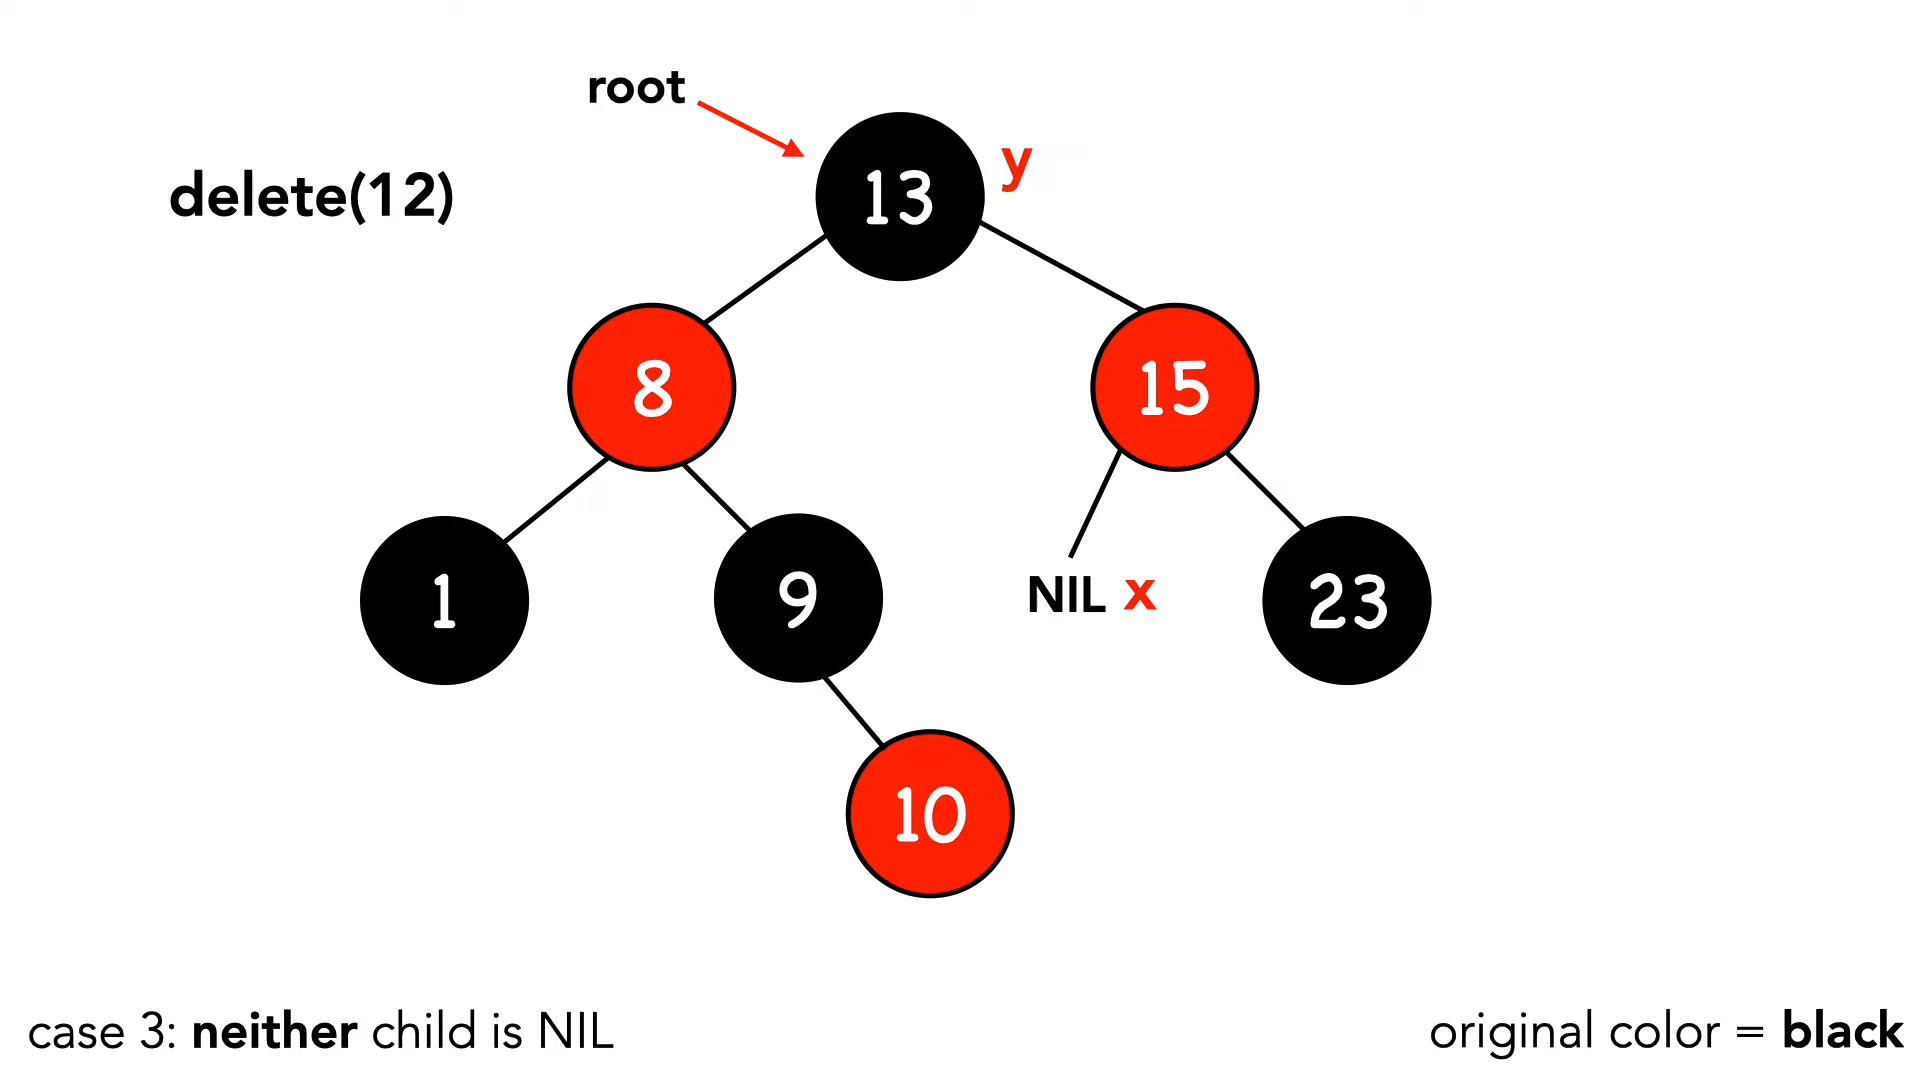 root
delete(12)
13 y
8
15
1
9
NIL x
23
10
case 3: neither child is NIL
original color = black